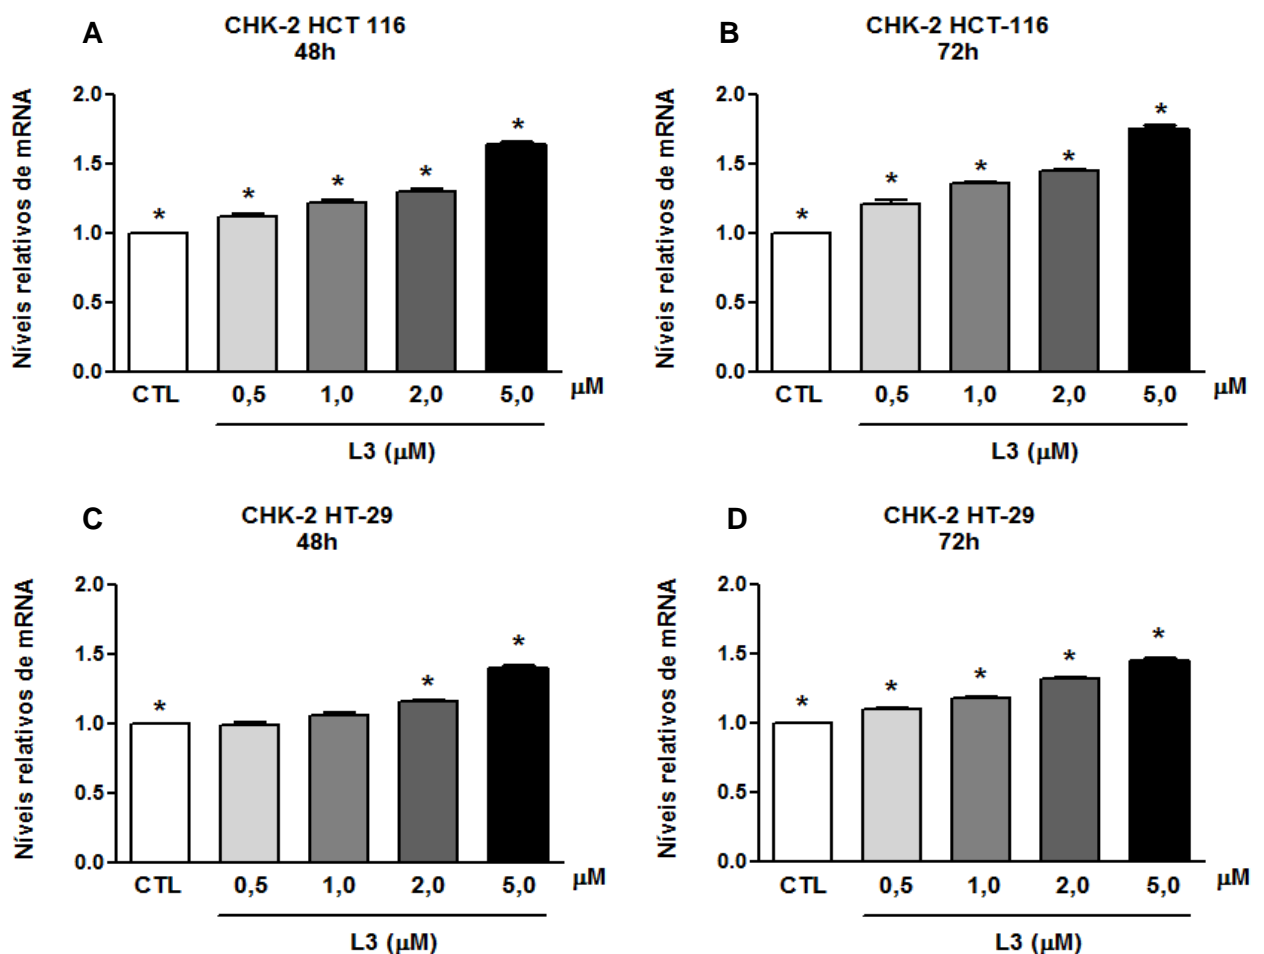 A
CHK-2 HCT 116
48h
Níveis relativos de mRNA
2.0
1.5
1.0
0.5
0.0
*
*
*
*
*
CTL 0,5 1,0 2,0 5,0 μM
L3 (μM)
B
CHK-2 HCT-116
72h
Níveis relativos de mRNA
2.0
1.5
1.0
0.5
0.0
*
*
*
*
*
CTL 0,5 1,0 2,0 5,0 μM
L3 (μM)
C
CHK-2 HT-29
48h
Níveis relativos de mRNA
2.0
1.5
1.0
0.5
0.0
*
*
*
CTL 0,5 1,0 2,0 5,0 μM
L3 (μM)
D
CHK-2 HT-29
72h
Níveis relativos de mRNA
2.0
1.5
1.0
0.5
0.0
*
*
*
*
*
CTL 0,5 1,0 2,0 5,0 μM
L3 (μM)